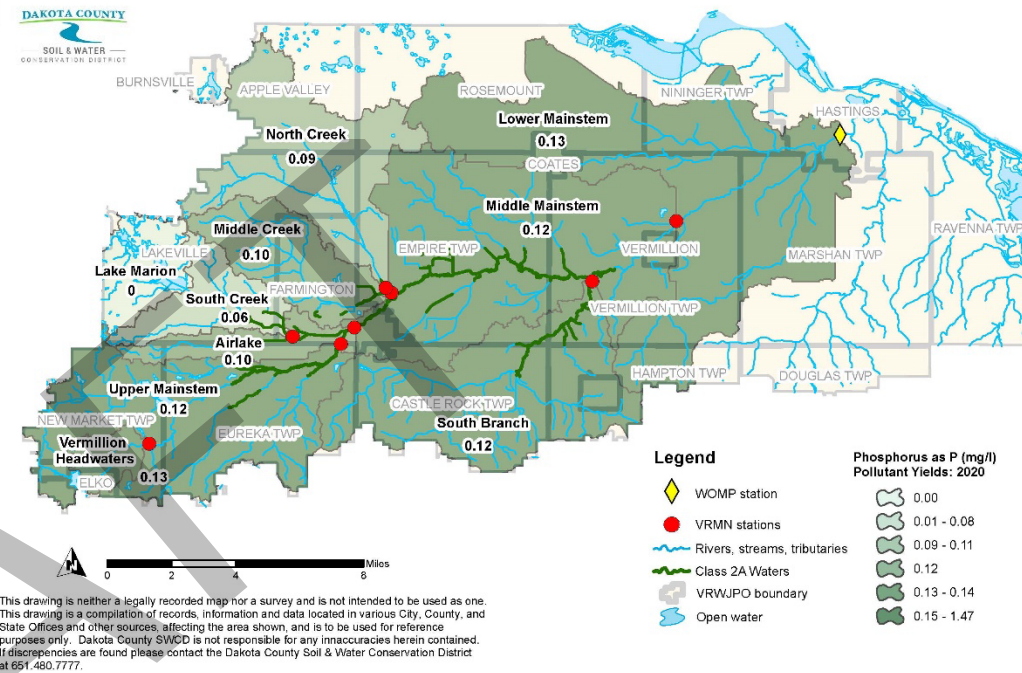 DAKOTA COUNTY
SOIL & WATER
CONSERVATION DISTRICT
BURNSVILLE
APPLE VALLEY
ROSEMOUNT
NININGER TWP
HASTINGS
Lower Mainstem
0.13
North Creek
0.09
COATES
Middle Mainstem
0.12
RAVENNA TWP
Middle Creek
0.10
LAKEVILLE
EMPIRE TWP
VERMILLION
MARSHAN TWP
Lake Marion
0
FARMINGTON
South Creek
0.06
VERMILLION TWP
Airlake
0.10
HAMPTON TWP
DOUGLAS TWP
Upper Mainstem
0.12
CASTLE ROCK TWP
NEW MARKET TWP
South Branch
0.12
EUREKA TWP
Vermillion
Headwaters
0.13
ELKO
Legend
WOMP station
VRMN stations
Rivers, streams, tributaries
Class 2A Waters
VRWJPO boundary
Open water
Phosphorus as P (mg/l)
Pollutant Yields: 2020
0.00
0.01 - 0.08
0.09 - 0.11
0.12
0.13 - 0.14
0.15 - 1.47
N
Miles
0 2 4 8
This drawing is neither a legally recorded map nor a survey and is not intended to be used as one.
This drawing is a compilation of records, information and data located in various City, County, and
State Offices and other sources, affecting the area shown, and is to be used for reference
purposes only. Dakota County SWCD is not responsible for any innaccuracies herein contained.
If discrepencies are found please contact the Dakota County Soil & Water Conservation District
at 651.480.7777.